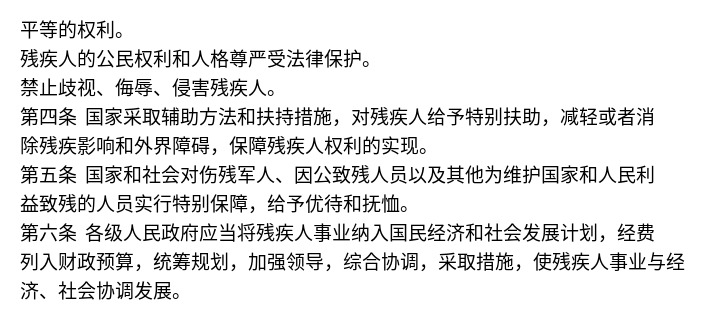 平等的权利。
残疾人的公民权利和人格尊严受法律保护。
禁止歧视、侮辱、侵害残疾人。
第四条 国家采取辅助方法和扶持措施，对残疾人给予特别扶助，减轻或者消
除残疾影响和外界障碍，保障残疾人权利的实现。
第五条 国家和社会对伤残军人、因公致残人员以及其他为维护国家和人民利
益致残的人员实行特别保障，给予优待和抚恤。
第六条 各级人民政府应当将残疾人事业纳入国民经济和社会发展计划，经费
列入财政预算，统筹规划，加强领导，综合协调，采取措施，使残疾人事业与经
济、社会协调发展。